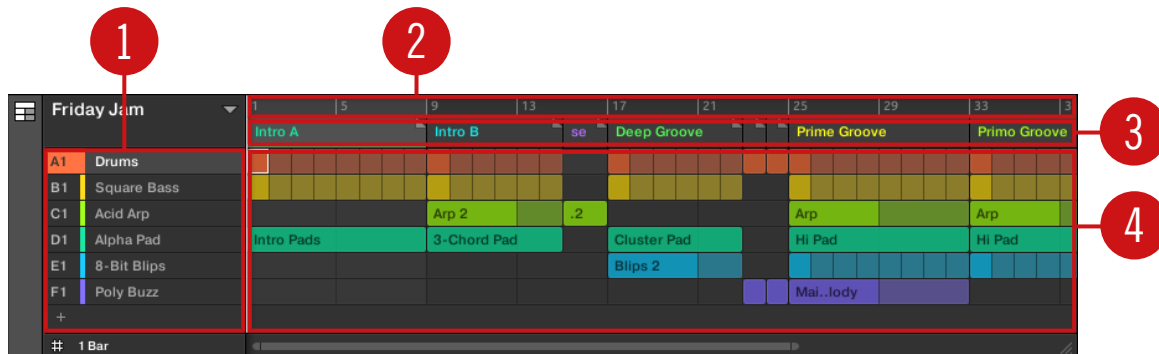 1
2
Friday Jam
1 5 9 13 17 21 25 29 33 3
Intro A Intro B se Deep Groove Prime Groove Primo Groove
3
A1 Drums
B1 Square Bass
C1 Acid Arp Arp 2 .2 Arp Arp
4
D1 Alpha Pad Intro Pads 3-Chord Pad Cluster Pad Hi Pad Hi Pad
E1 8-Bit Blips Blips 2
F1 Poly Buzz Mai..lody
+
1 Bar